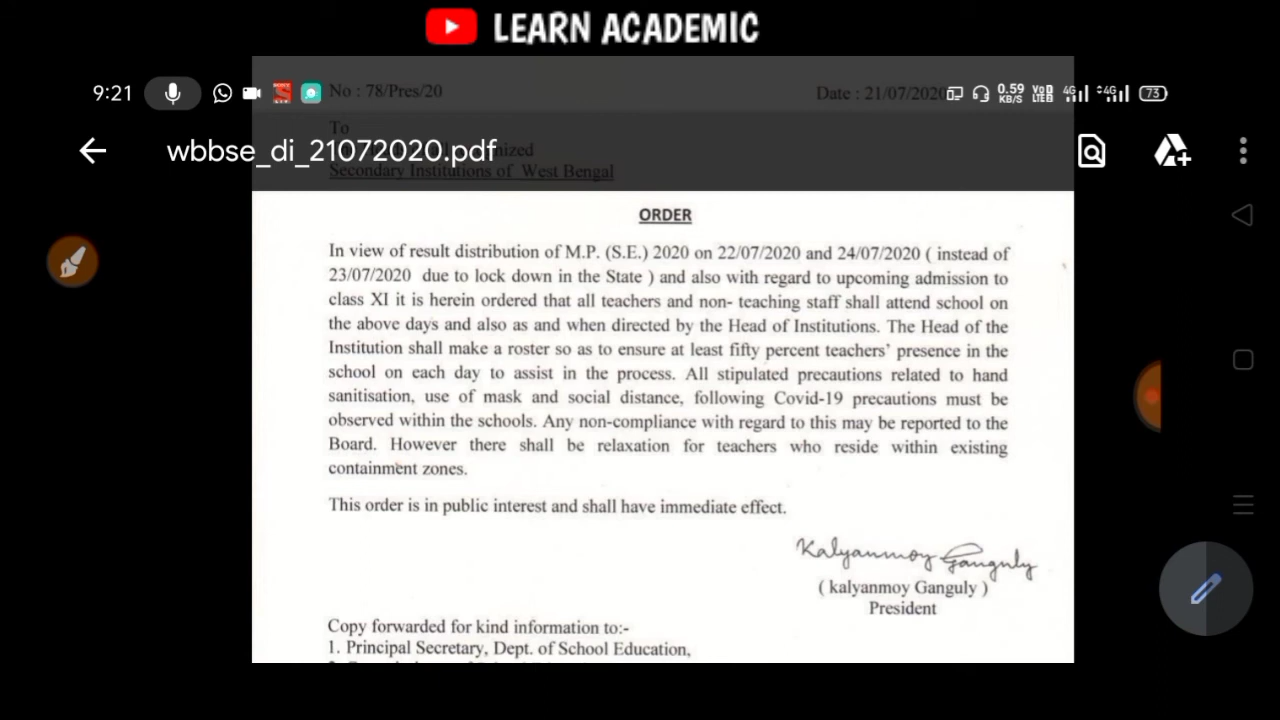 LEARN ACADEMIC
9:21
0.59 KB/S
VoD LTED
4G
4G
73
No : 78/Pres/20
Date : 21/07/2020
To
wbbse_di_21072020.pdf
Secondary Institutions of West Bengal
ORDER
In view of result distribution of M.P. (S.E.) 2020 on 22/07/2020 and 24/07/2020 ( instead of
23/07/2020 due to lock down in the State ) and also with regard to upcoming admission to
class XI it is herein ordered that all teachers and non- teaching staff shall attend school on
the above days and also as and when directed by the Head of Institutions. The Head of the
Institution shall make a roster so as to ensure at least fifty percent teachers' presence in the
school on each day to assist in the process. All stipulated precautions related to hand
sanitisation, use of mask and social distance, following Covid-19 precautions must be
observed within the schools. Any non-compliance with regard to this may be reported to the
Board. However there shall be relaxation for teachers who reside within existing
containment zones.
This order is in public interest and shall have immediate effect.
Kalyanmoy Ganguly
( kalyanmoy Ganguly )
President
Copy forwarded for kind information to:-
1. Principal Secretary, Dept. of School Education,